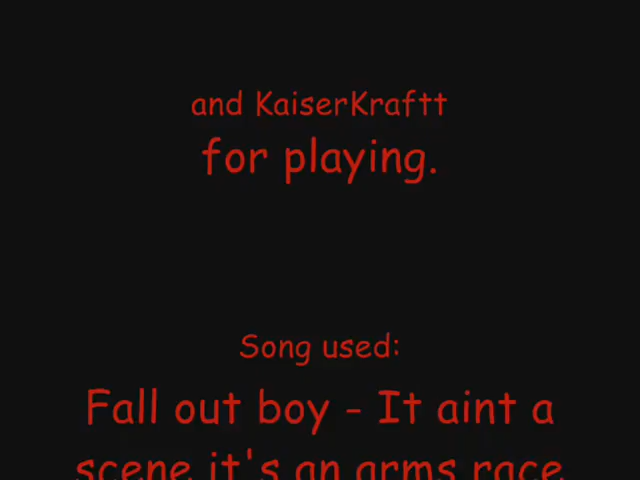 and KaiserKraftt
for playing.
Song used:
Fall out boy - It aint a
scene it's an arms race